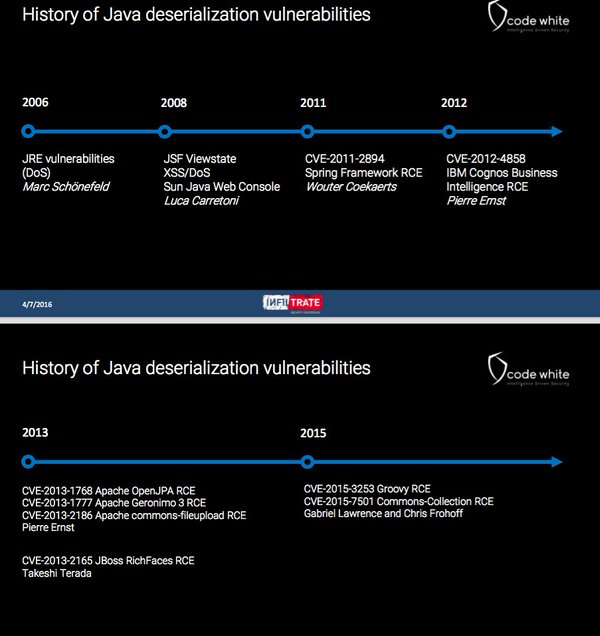 History of Java deserialization vulnerabilities
code white
Intelligence Driven Security
2006
2008
2011
2012
JRE vulnerabilities
(DoS)
Marc Schönefeld
JSF Viewstate
XSS/DoS
Sun Java Web Console
Luca Carretoni
CVE-2011-2894
Spring Framework RCE
Wouter Coekaerts
CVE-2012-4858
IBM Cognos Business
Intelligence RCE
Pierre Ernst
4/7/2016
INFILTRATE
SECURITY CONFERENCE
History of Java deserialization vulnerabilities
code white
Intelligence Driven Security
2013
2015
CVE-2013-1768 Apache OpenJPA RCE
CVE-2013-1777 Apache Geronimo 3 RCE
CVE-2013-2186 Apache commons-fileupload RCE
Pierre Ernst
CVE-2013-2165 JBoss RichFaces RCE
Takeshi Terada
CVE-2015-3253 Groovy RCE
CVE-2015-7501 Commons-Collection RCE
Gabriel Lawrence and Chris Frohoff